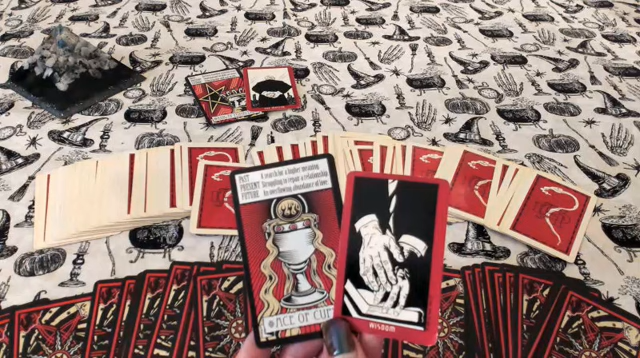 PAST
PRESENT
FUTURE
A search for a higher meaning.
Struggling to repair a relationship
by overflowing abundance of love.
ACE OF CUPS
WISDOM